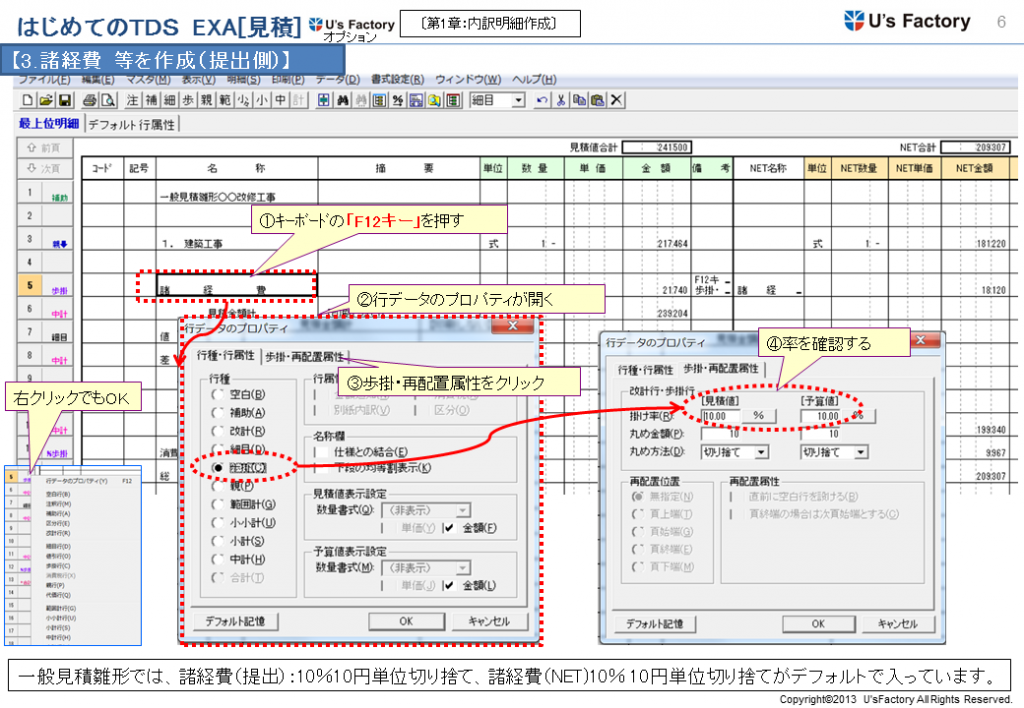 はじめてのTDS EXA[見積]
U's Factory
オプション
〔第1章:内訳明細作成〕
U's Factory
6
【3.諸経費 等を作成(提出側)】
ファイル(F) 編集(E) マスタ(M) 表示(V) 明細(S) 印刷(P) データ(D) 書式設定(R) ウィンドウ(W) ヘルプ(H)
注 補 細 歩 親 範 小 小 中 計 細目
最上位明細 デフォルト行属性
前頁 見積値合計 : 241500 NET合計 : 209307
次頁 コード 記号 名 称 摘 要 単位 数 量 単 価 金 額 備 考 NET名称 単位 NET数量 NET単価 NET金額
1 補助 一般見積雛形〇〇改修工事
2
①キーボードの「F12キー」を押す
3 親● 1. 建築工事 式 1 - 217464 式 1 - 181220
4
5 歩掛 諸 経 費 21740 F12キー 歩掛・ 諸 経 18120
②行データのプロパティが開く
6 中計 見積金額計 239204
7 細目 値
8 中計 差
9
中計 199340
N歩掛 消費 9967
総 209307
右クリックでもOK
行データのプロパティ
行種・行属性 歩掛・再配置属性
③歩掛・再配置属性をクリック
行種
空白(B)
補助(A)
改計(R)
細目(D)
歩掛(C)
親(P)
範囲計(G)
小小計(U)
小計(S)
中計(H)
合計(T)
行属
別紙内訳(V) 区分(O)
名称欄
仕様との結合(E)
下段の均等割表示(K)
見積値表示設定
数量書式(Q): (非表示)
単価(Y) 金額(F)
予算値表示設定
数量書式(M): (非表示)
単価(J) 金額(L)
デフォルト記憶 OK キャンセル
行データのプロパティ
④率を確認する
行種・行属性 歩掛・再配置属性
改計行・歩掛行
[見積値] [予算値]
掛け率(R): 10.00 % 10.00 %
丸め金額(P): 10 10
丸め方法(D): 切り捨て 切り捨て
再配置位置
無指定(N)
頁上端(T)
頁始端(G)
頁終端(E)
頁下端(M)
再配置属性
直前に空白行を設ける(B)
頁終端の場合は次頁始端とする(C)
デフォルト記憶 OK キャンセル
行データのプロパティ(Y) F12
空白行(B)
注釈行(M)
補助行(A)
区分行(E)
改計行(R)
細目行(D)
値引行(O)
歩掛行(C)
消費税行(X)
親行(P)
代価行(Q)
範囲計行(G)
小小計行(U)
小計行(S)
中計行(H)
一般見積雛形では、諸経費(提出):10%10円単位切り捨て、諸経費(NET)10%10円単位切り捨てがデフォルトで入っています。
Copyright©2013 U'sFactory All Rights Reserved.